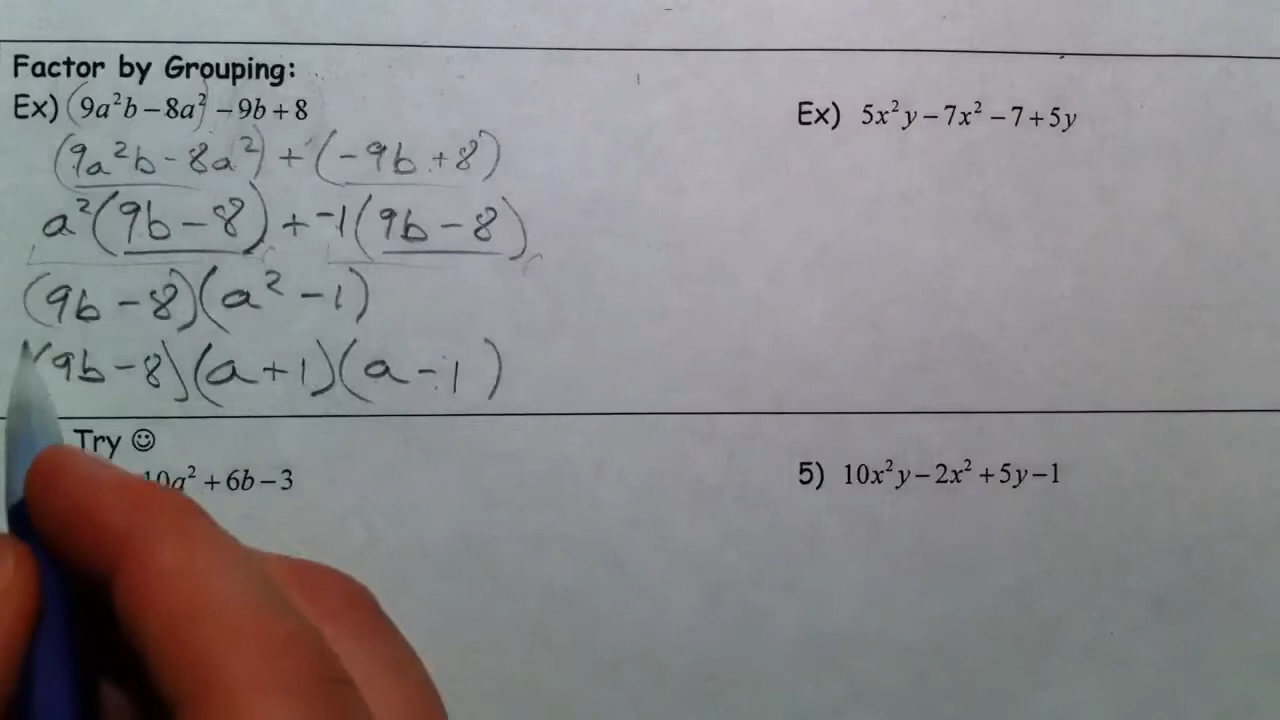 Factor by Grouping:
Ex) (9a²b − 8a²) − 9b + 8
(9a²b − 8a²) + (−9b + 8)
a²(9b − 8) + −1(9b − 8)
(9b − 8)(a² − 1)
(9b − 8)(a + 1)(a − 1)
Ex) 5x²y − 7x² − 7 + 5y
Try ☺
10a² + 6b − 3
5) 10x²y − 2x² + 5y − 1